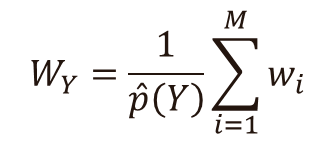 W_Y = \frac{1}{\hat{p}(Y)} \sum_{i=1}^{M} w_i